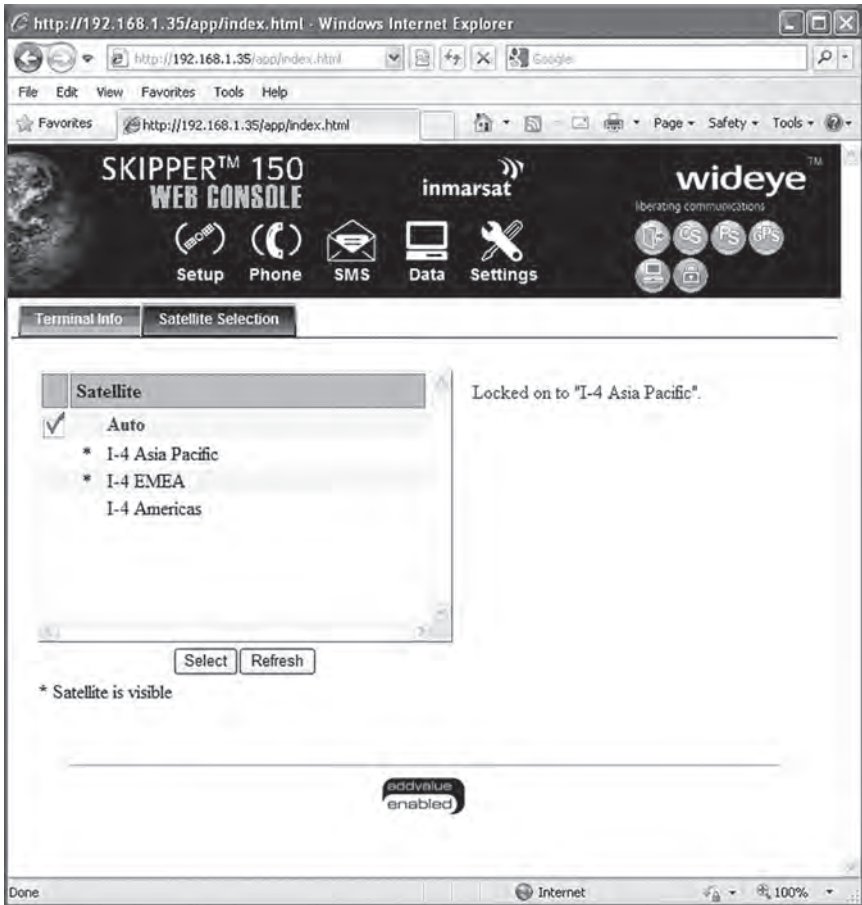 http://192.168.1.35/app/index.html - Windows Internet Explorer
http://192.168.1.35/app/index.html
Google
File Edit View Favorites Tools Help
Favorites http://192.168.1.35/app/index.html Page Safety Tools
SKIPPER™ 150
WEB CONSOLE
inmarsat
wideye™
liberating communications
Setup Phone SMS Data Settings
CS PS GPS
Terminal Info Satellite Selection
Satellite
Auto
* I-4 Asia Pacific
* I-4 EMEA
I-4 Americas
Locked on to "I-4 Asia Pacific".
Select Refresh
* Satellite is visible
addvalue
enabled
Done Internet 100%